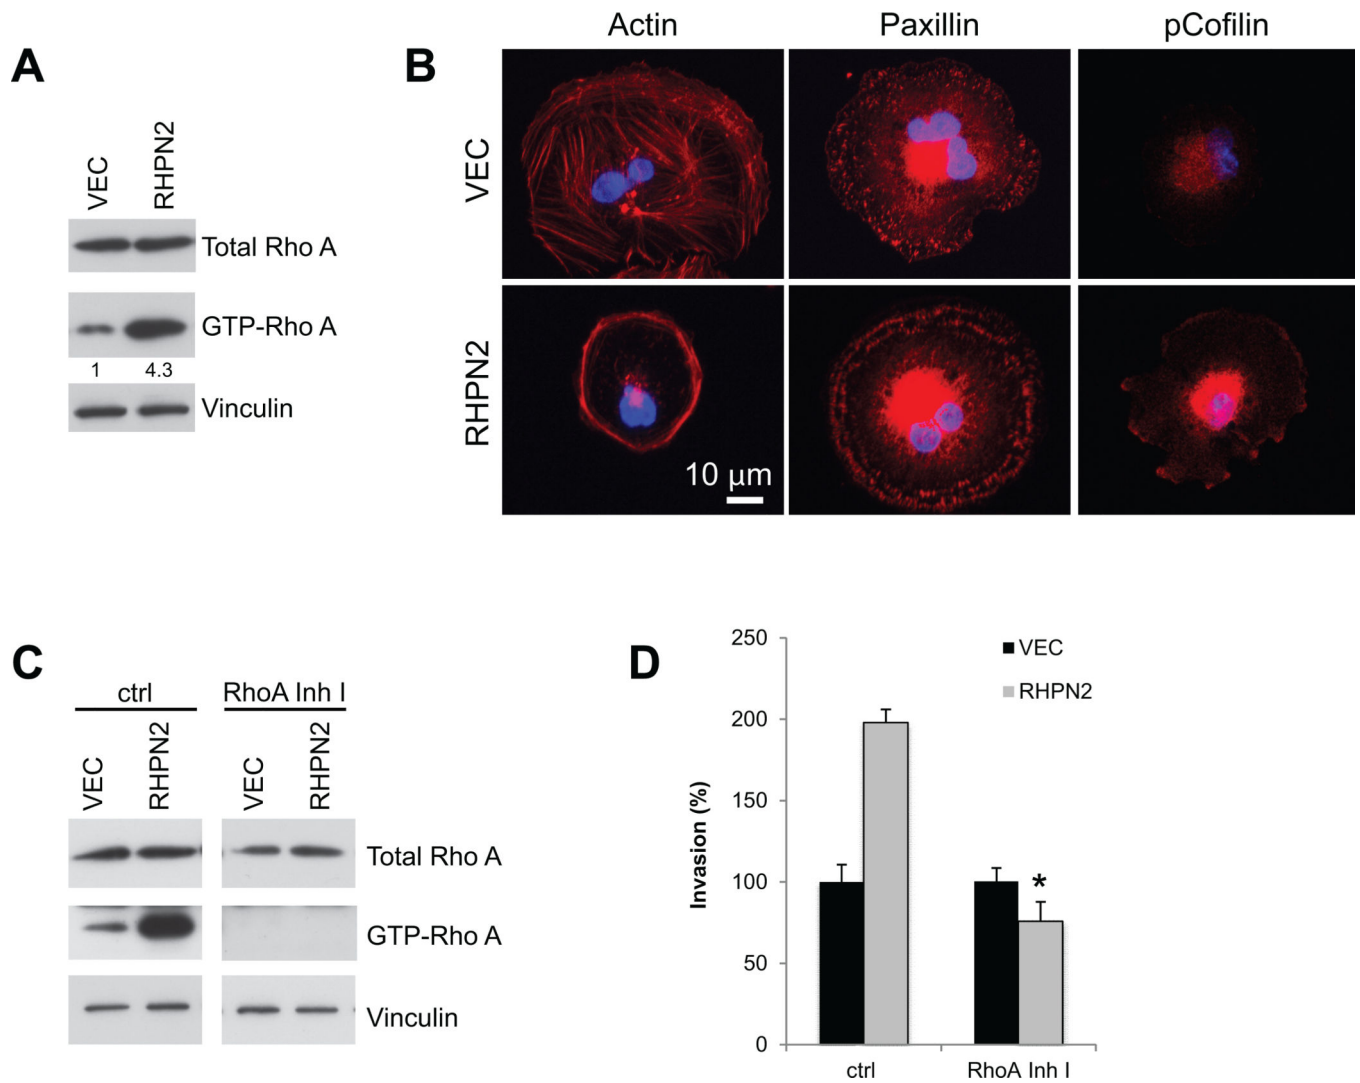 A
VEC
RHPN2
Total Rho A
GTP-Rho A
1
4.3
Vinculin
B
Actin
Paxillin
pCofilin
VEC
RHPN2
10 µm
C
ctrl
RhoA Inh I
VEC
RHPN2
VEC
RHPN2
Total Rho A
GTP-Rho A
Vinculin
D
VEC
RHPN2
Invasion (%)
250
200
150
100
50
0
*
ctrl
RhoA Inh I